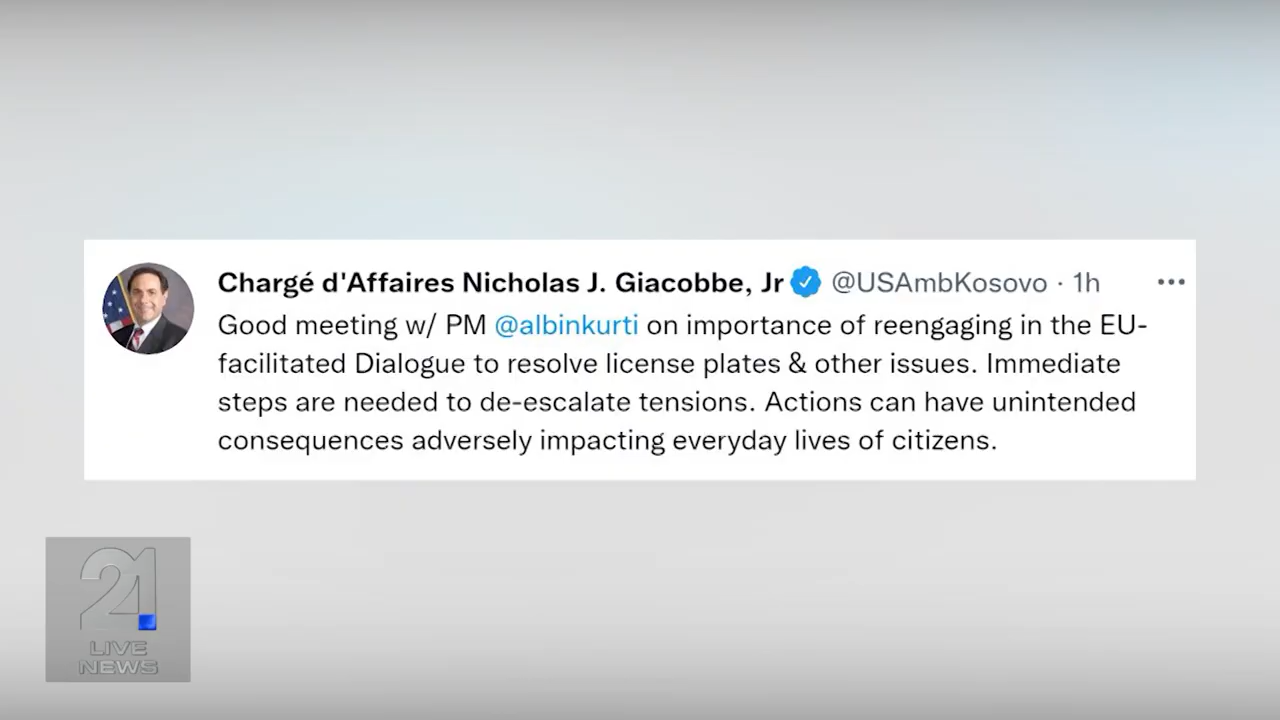 Chargé d'Affaires Nicholas J. Giacobbe, Jr @USAmbKosovo · 1h
Good meeting w/ PM @albinkurti on importance of reengaging in the EU-
facilitated Dialogue to resolve license plates & other issues. Immediate
steps are needed to de-escalate tensions. Actions can have unintended
consequences adversely impacting everyday lives of citizens.
21
LIVE
NEWS